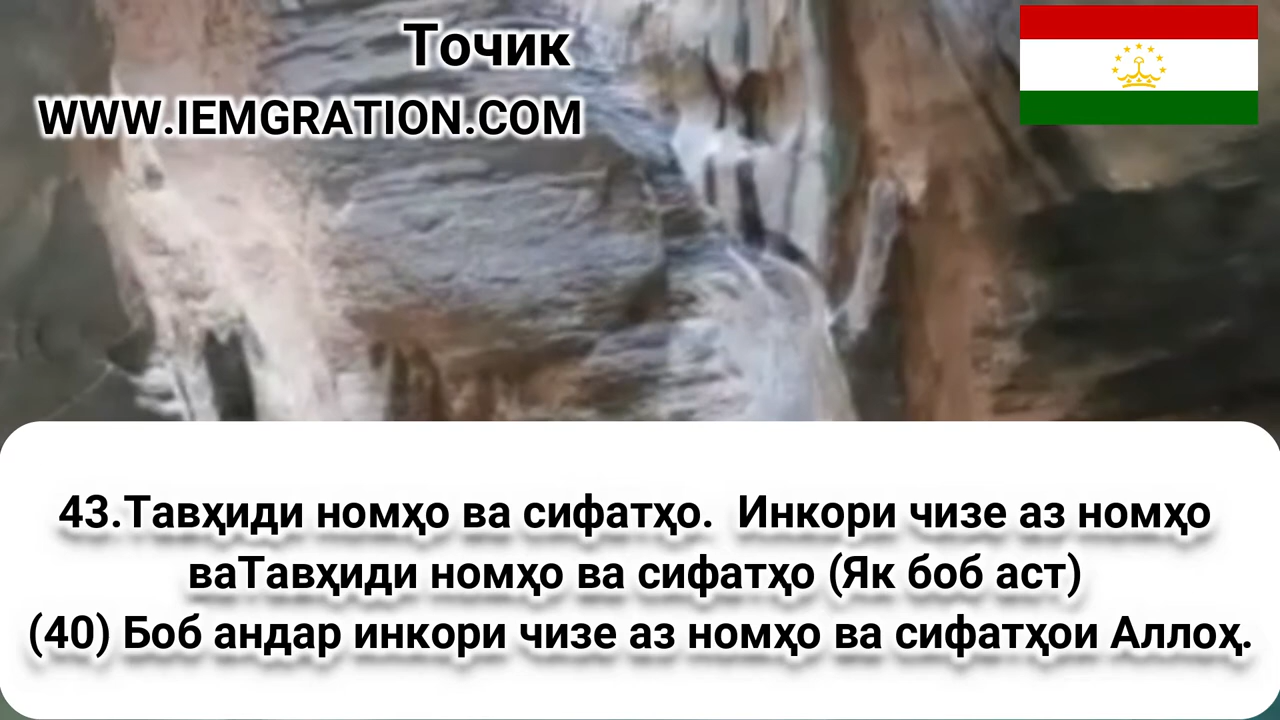 Точик
WWW.IEMGRATION.COM
43.Тавҳиди номҳо ва сифатҳо. Инкори чизе аз номҳо
ваТавҳиди номҳо ва сифатҳо (Як боб аст)
(40) Боб андар инкори чизе аз номҳо ва сифатҳои Аллоҳ.